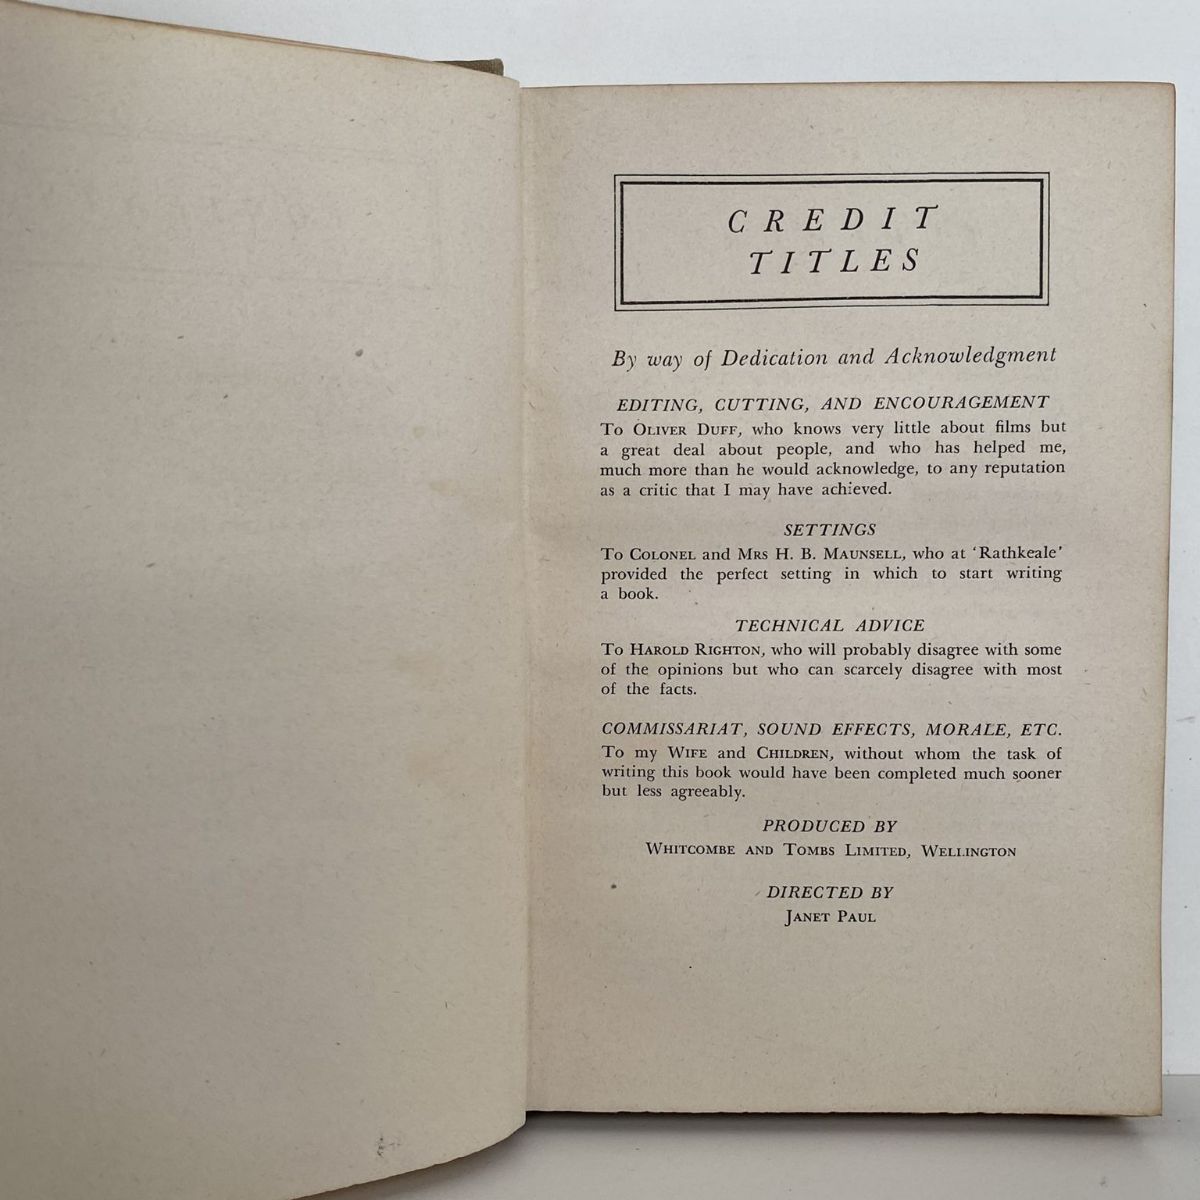 CREDIT
TITLES
By way of Dedication and Acknowledgment
EDITING, CUTTING, AND ENCOURAGEMENT
To OLIVER DUFF, who knows very little about films but
a great deal about people, and who has helped me,
much more than he would acknowledge, to any reputation
as a critic that I may have achieved.
SETTINGS
To COLONEL and MRS H. B. MAUNSELL, who at 'Rathkeale'
provided the perfect setting in which to start writing
a book.
TECHNICAL ADVICE
To HAROLD RIGHTON, who will probably disagree with some
of the opinions but who can scarcely disagree with most
of the facts.
COMMISSARIAT, SOUND EFFECTS, MORALE, ETC.
To my WIFE and CHILDREN, without whom the task of
writing this book would have been completed much sooner
but less agreeably.
PRODUCED BY
WHITCOMBE AND TOMBS LIMITED, WELLINGTON
DIRECTED BY
JANET PAUL